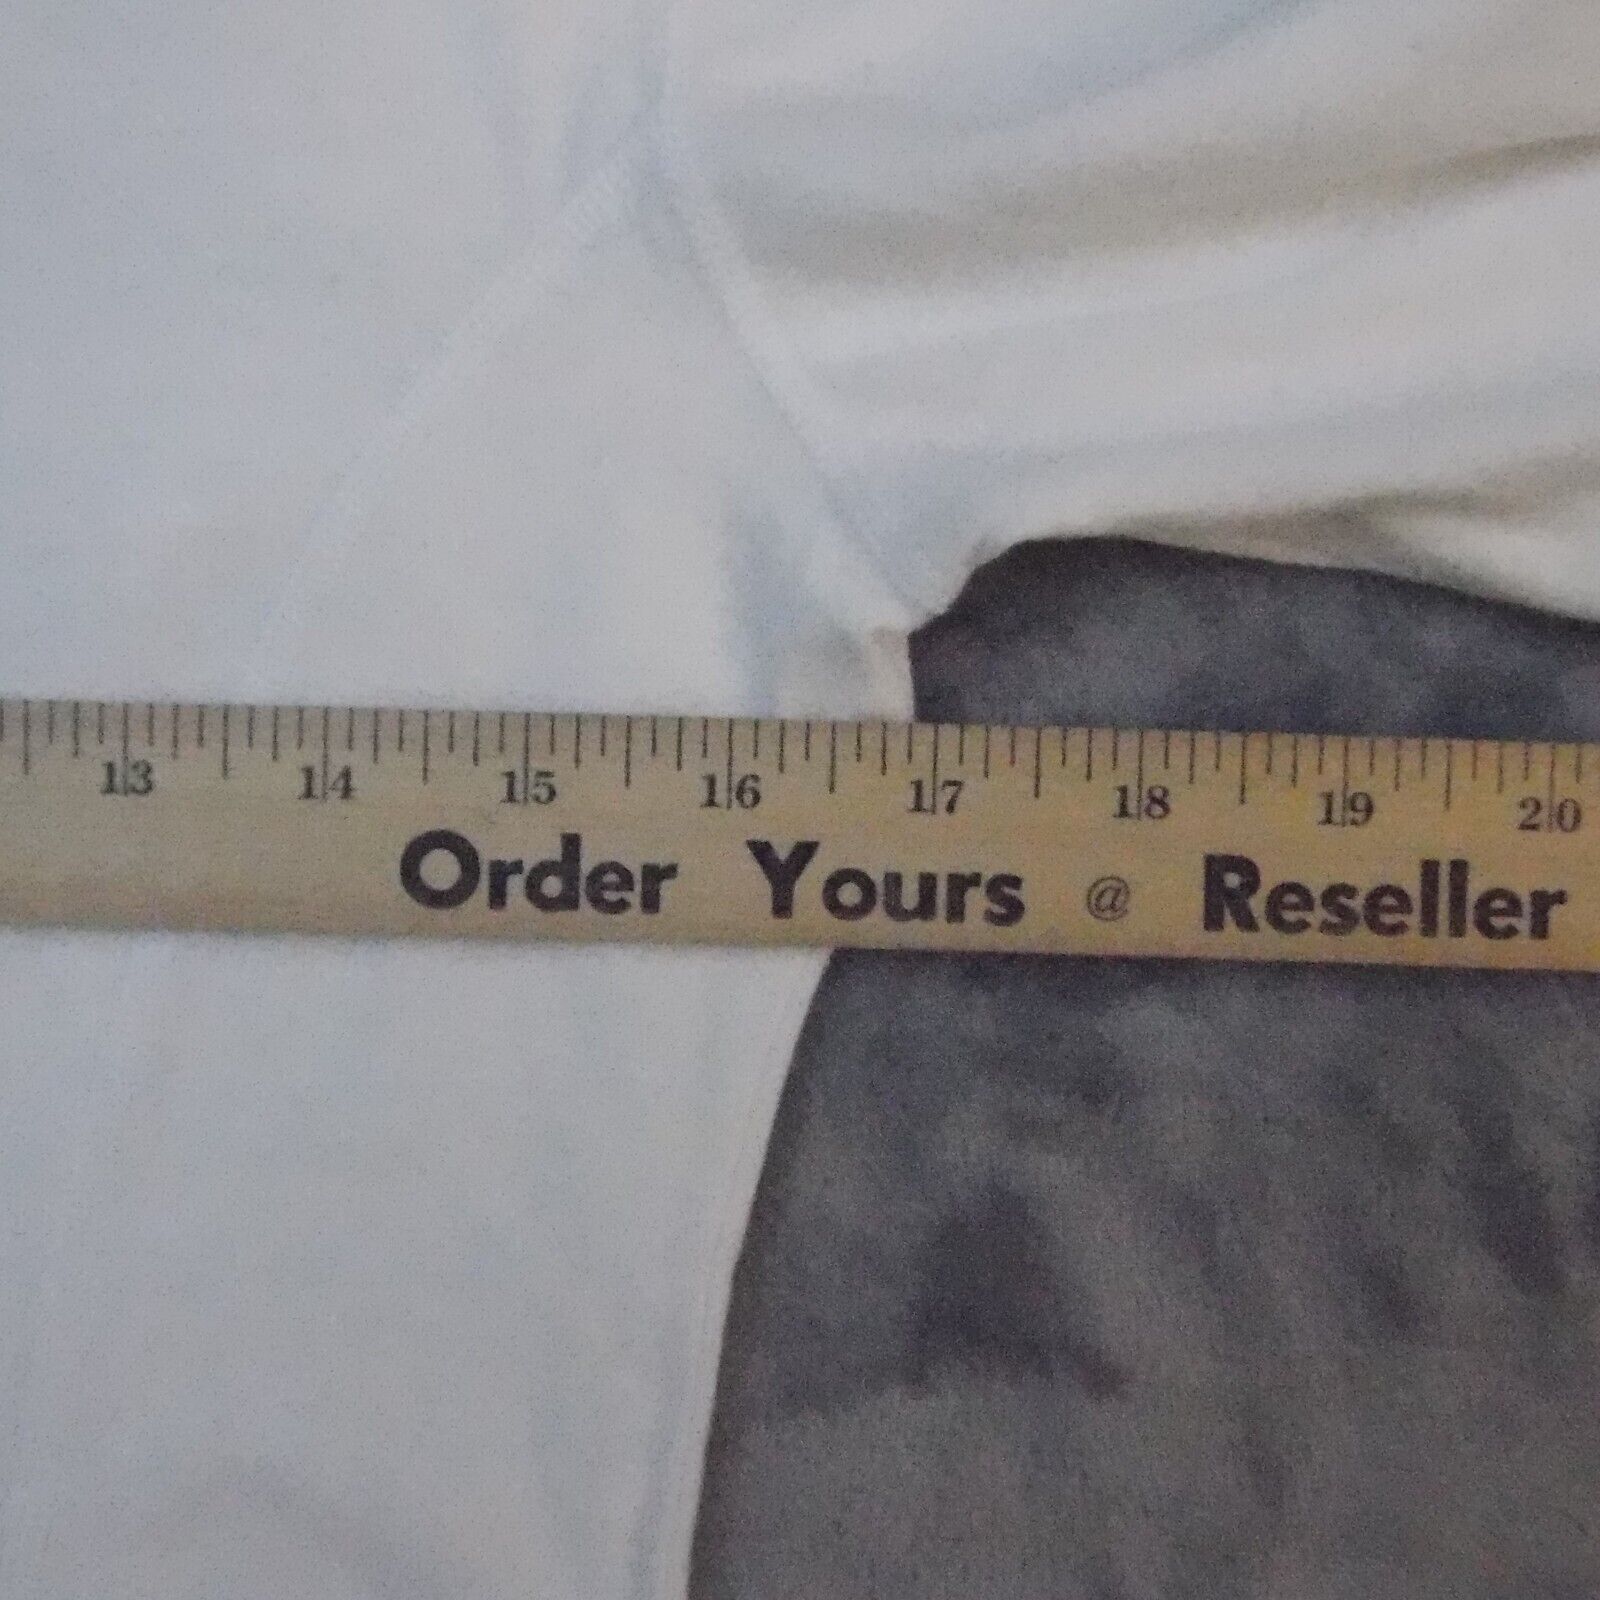 13 14 15 16 17 18 19 20
Order Yours @ Reseller